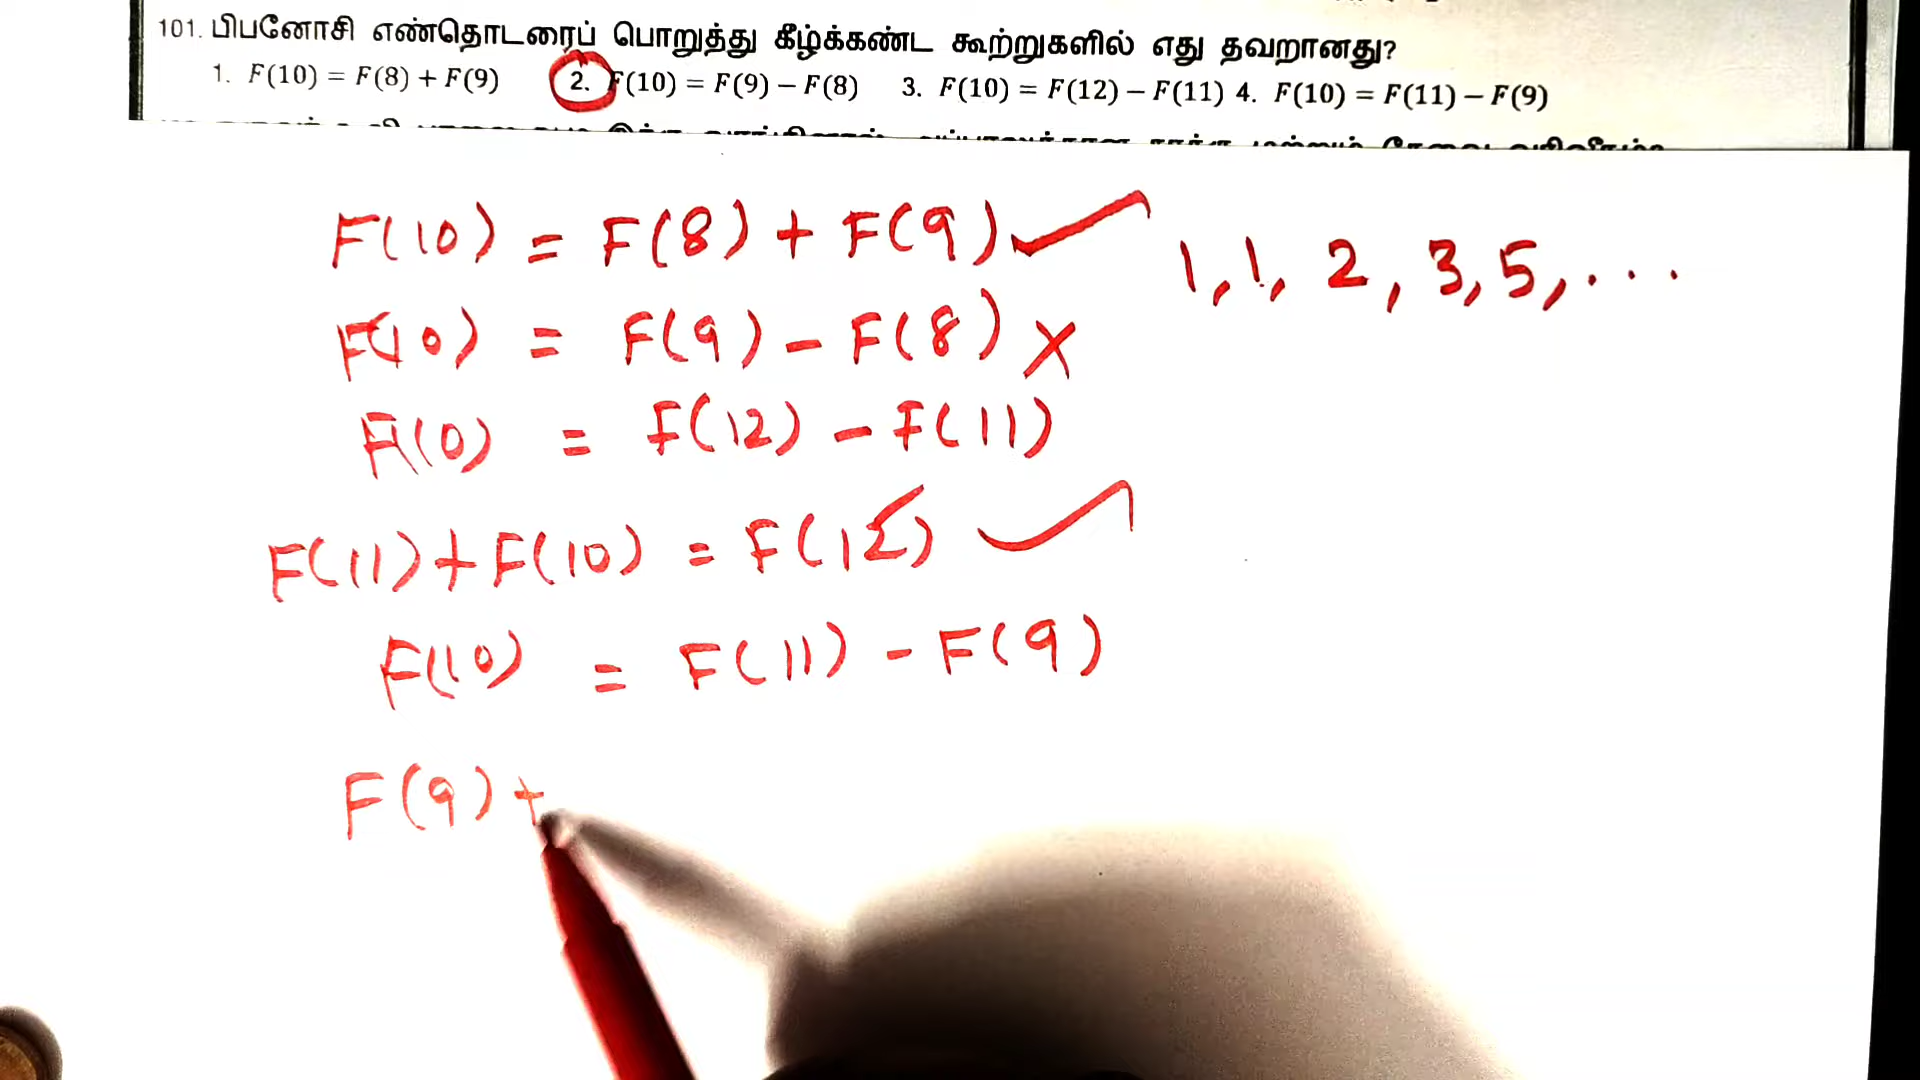 101. பிபனோசி எண்தொடரைப் பொறுத்து கீழ்க்கண்ட கூற்றுகளில் எது தவறானது?
1. F(10) = F(8) + F(9) 2. F(10) = F(9) − F(8) 3. F(10) = F(12) − F(11) 4. F(10) = F(11) − F(9)
F(10) = F(8) + F(9) ✓ 1, 1, 2, 3, 5, ...
F(10) = F(9) - F(8) ×
F(10) = F(12) - F(11)
F(11) + F(10) = F(12) ✓
F(10) = F(11) - F(9)
F(9) +